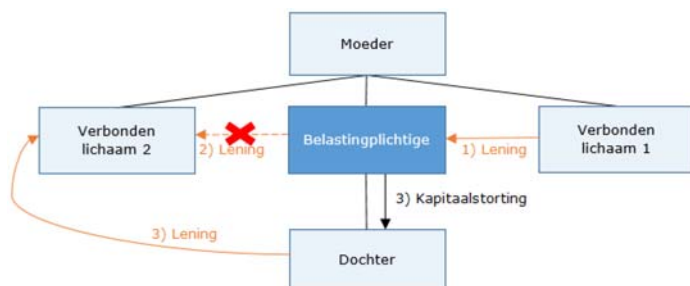 Moeder
Verbonden
lichaam 2
Belastingplichtige
Verbonden
lichaam 1
2) Lening
1) Lening
3) Kapitaalstorting
3) Lening
Dochter